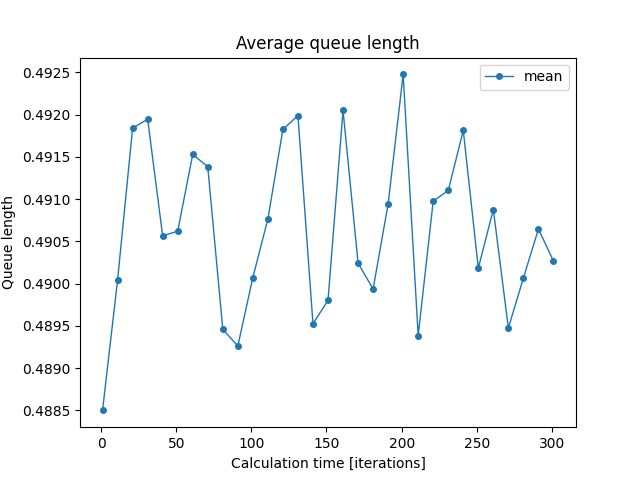 Average queue length
mean
Queue length
0.4925
0.4920
0.4915
0.4910
0.4905
0.4900
0.4895
0.4890
0.4885
0 50 100 150 200 250 300
Calculation time [iterations]